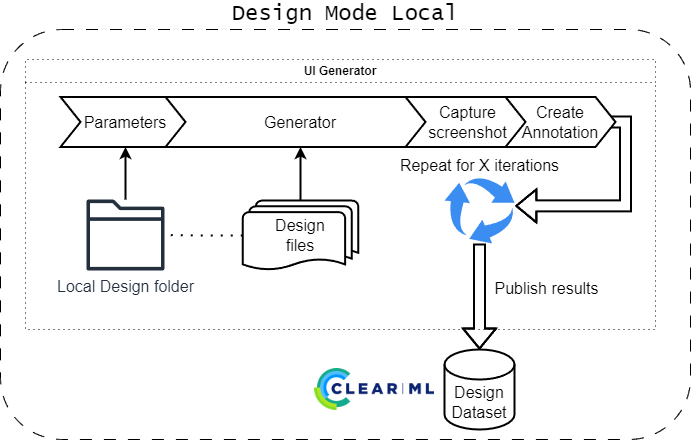 Design Mode Local
UI Generator
Parameters
Generator
Capture
screenshot
Create
Annotation
Repeat for X iterations
Design
files
Local Design folder
Publish results
CLEAR|ML
Design
Dataset